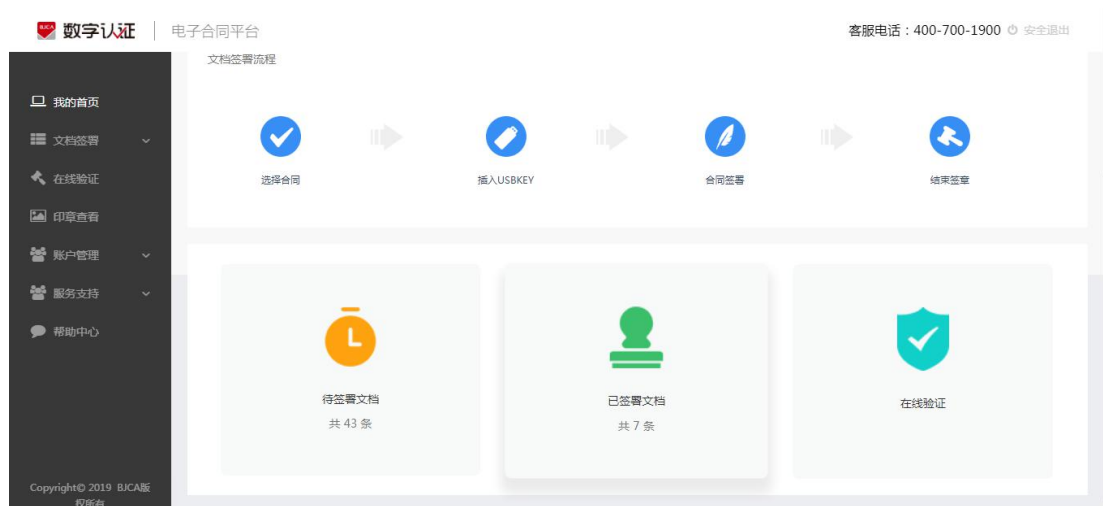 BJCA 数字认证 电子合同平台 客服电话：400-700-1900 安全退出
文档签署流程
我的首页
文档签署
在线验证
印章查看
账户管理
服务支持
帮助中心
Copyright© 2019 BJCA版
权所有
选择合同 插入USBKEY 合同签署 结束签章
待签署文档
共 43 条
已签署文档
共 7 条
在线验证